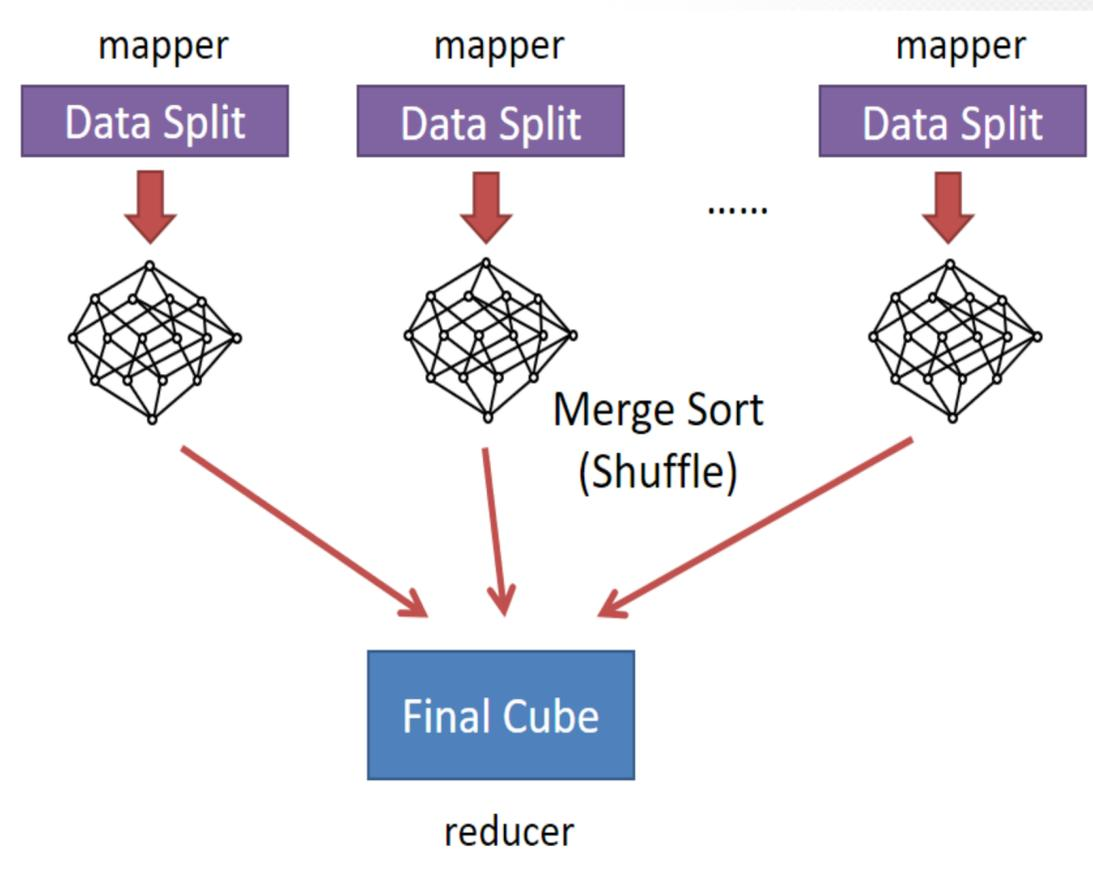 mapper
mapper
mapper
Data Split
Data Split
Data Split
......
Merge Sort
(Shuffle)
Final Cube
reducer